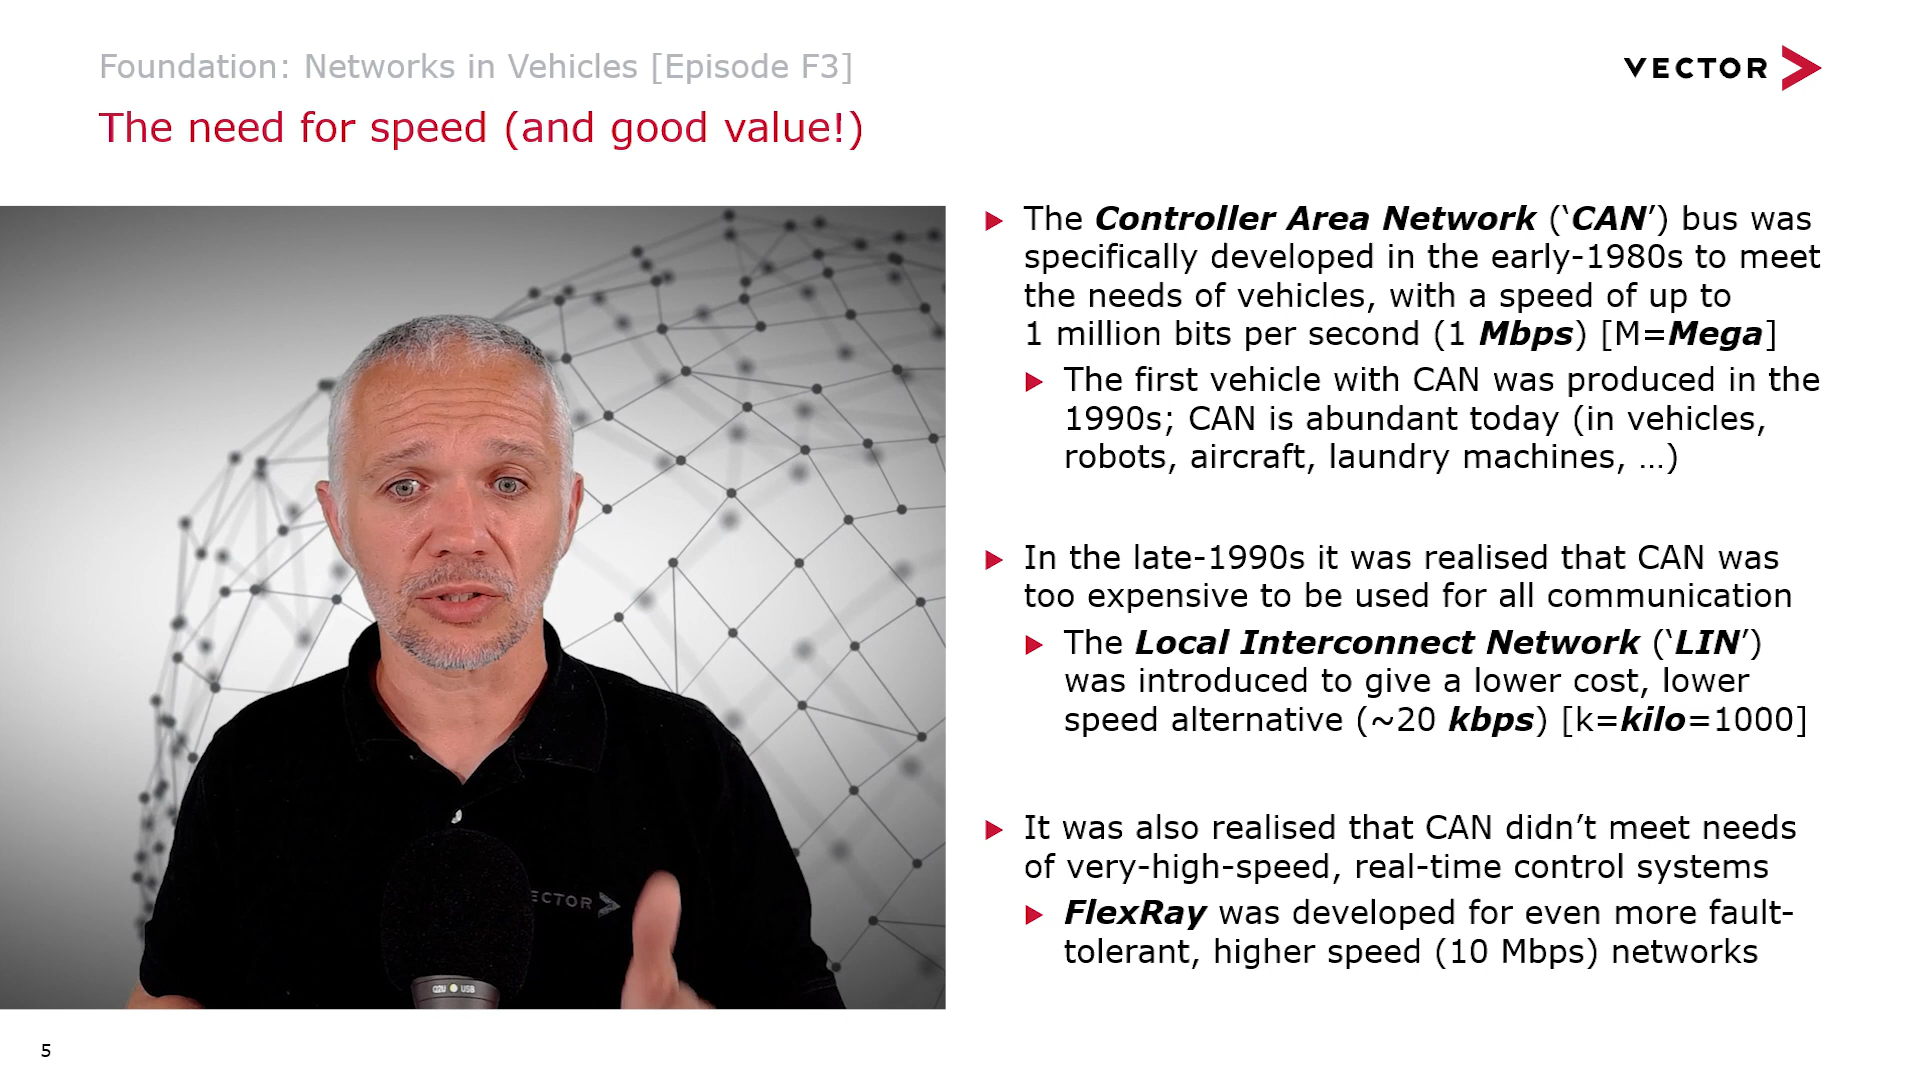 Foundation: Networks in Vehicles [Episode F3]
VECTOR
The need for speed (and good value!)
The Controller Area Network (‘CAN’) bus was
specifically developed in the early-1980s to meet
the needs of vehicles, with a speed of up to
1 million bits per second (1 Mbps) [M=Mega]
The first vehicle with CAN was produced in the
1990s; CAN is abundant today (in vehicles,
robots, aircraft, laundry machines, …)
In the late-1990s it was realised that CAN was
too expensive to be used for all communication
The Local Interconnect Network (‘LIN’)
was introduced to give a lower cost, lower
speed alternative (~20 kbps) [k=kilo=1000]
It was also realised that CAN didn’t meet needs
of very-high-speed, real-time control systems
FlexRay was developed for even more fault-
tolerant, higher speed (10 Mbps) networks
ECTOR
Q2U USB
5